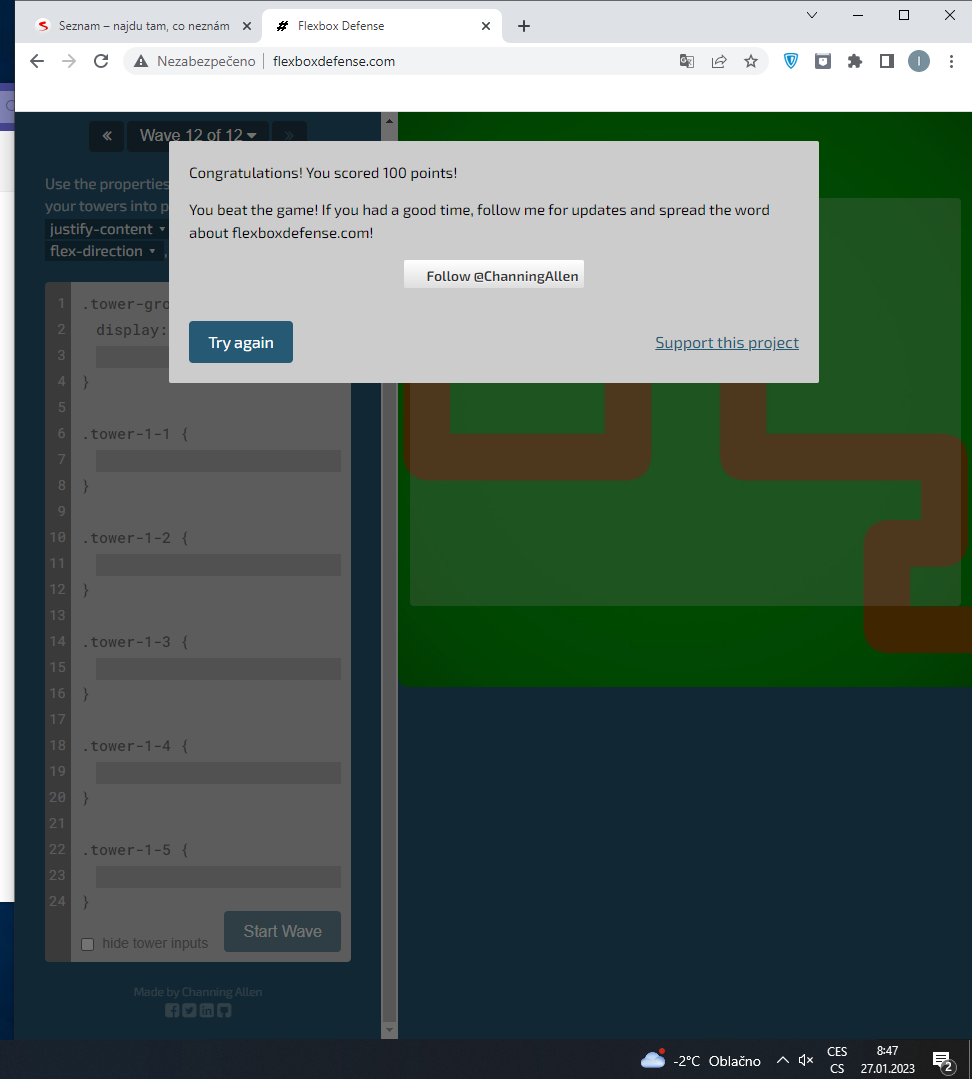 Seznam – najdu tam, co neznám
Flexbox Defense
Nezabezpečeno
flexboxdefense.com
I
Wave 12 of 12
Use the properties
your towers into p
justify-content
flex-direction ,
Congratulations! You scored 100 points!
You beat the game! If you had a good time, follow me for updates and spread the word
about flexboxdefense.com!
Follow @ChanningAllen
Try again
Support this project
1 .tower-gro
2 display:
3
4 }
5
6 .tower-1-1 {
7
8 }
9
10 .tower-1-2 {
11
12 }
13
14 .tower-1-3 {
15
16 }
17
18 .tower-1-4 {
19
20 }
21
22 .tower-1-5 {
23
24 }
hide tower inputs
Start Wave
Made by Channing Allen
-2°C Oblačno
CES
CS
8:47
27.01.2023
2